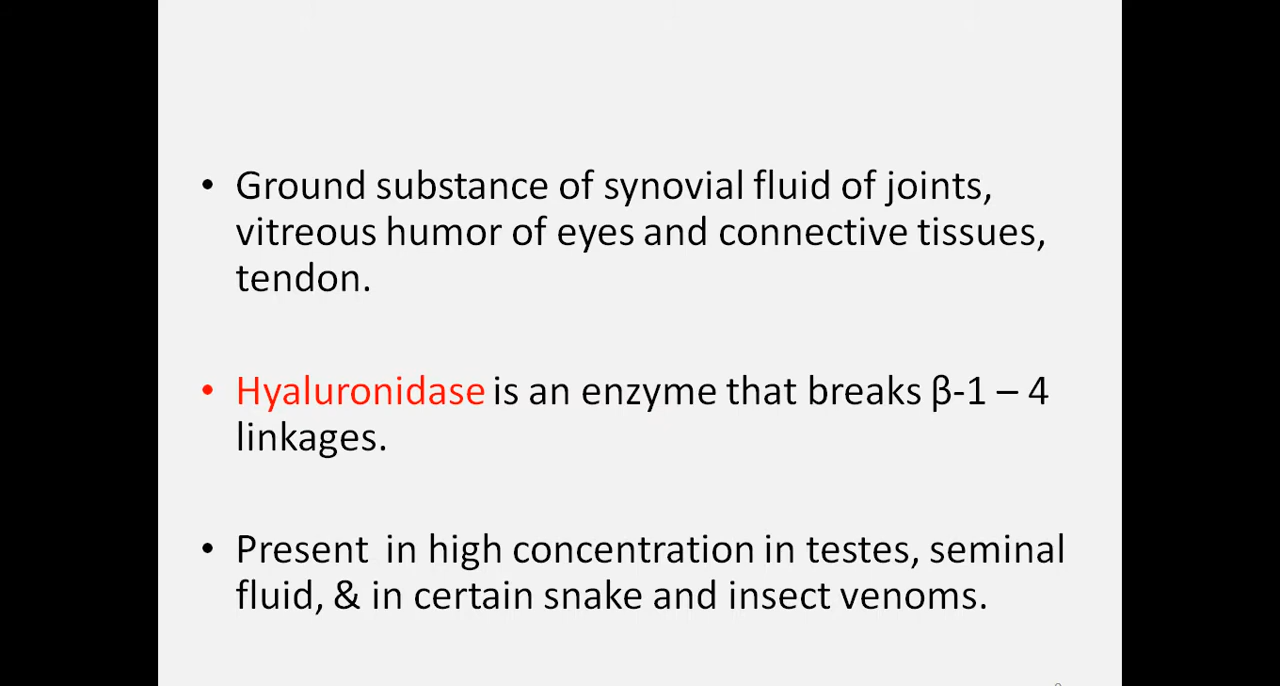 • Ground substance of synovial fluid of joints,
vitreous humor of eyes and connective tissues,
tendon.
• Hyaluronidase is an enzyme that breaks β-1 – 4
linkages.
• Present in high concentration in testes, seminal
fluid, & in certain snake and insect venoms.